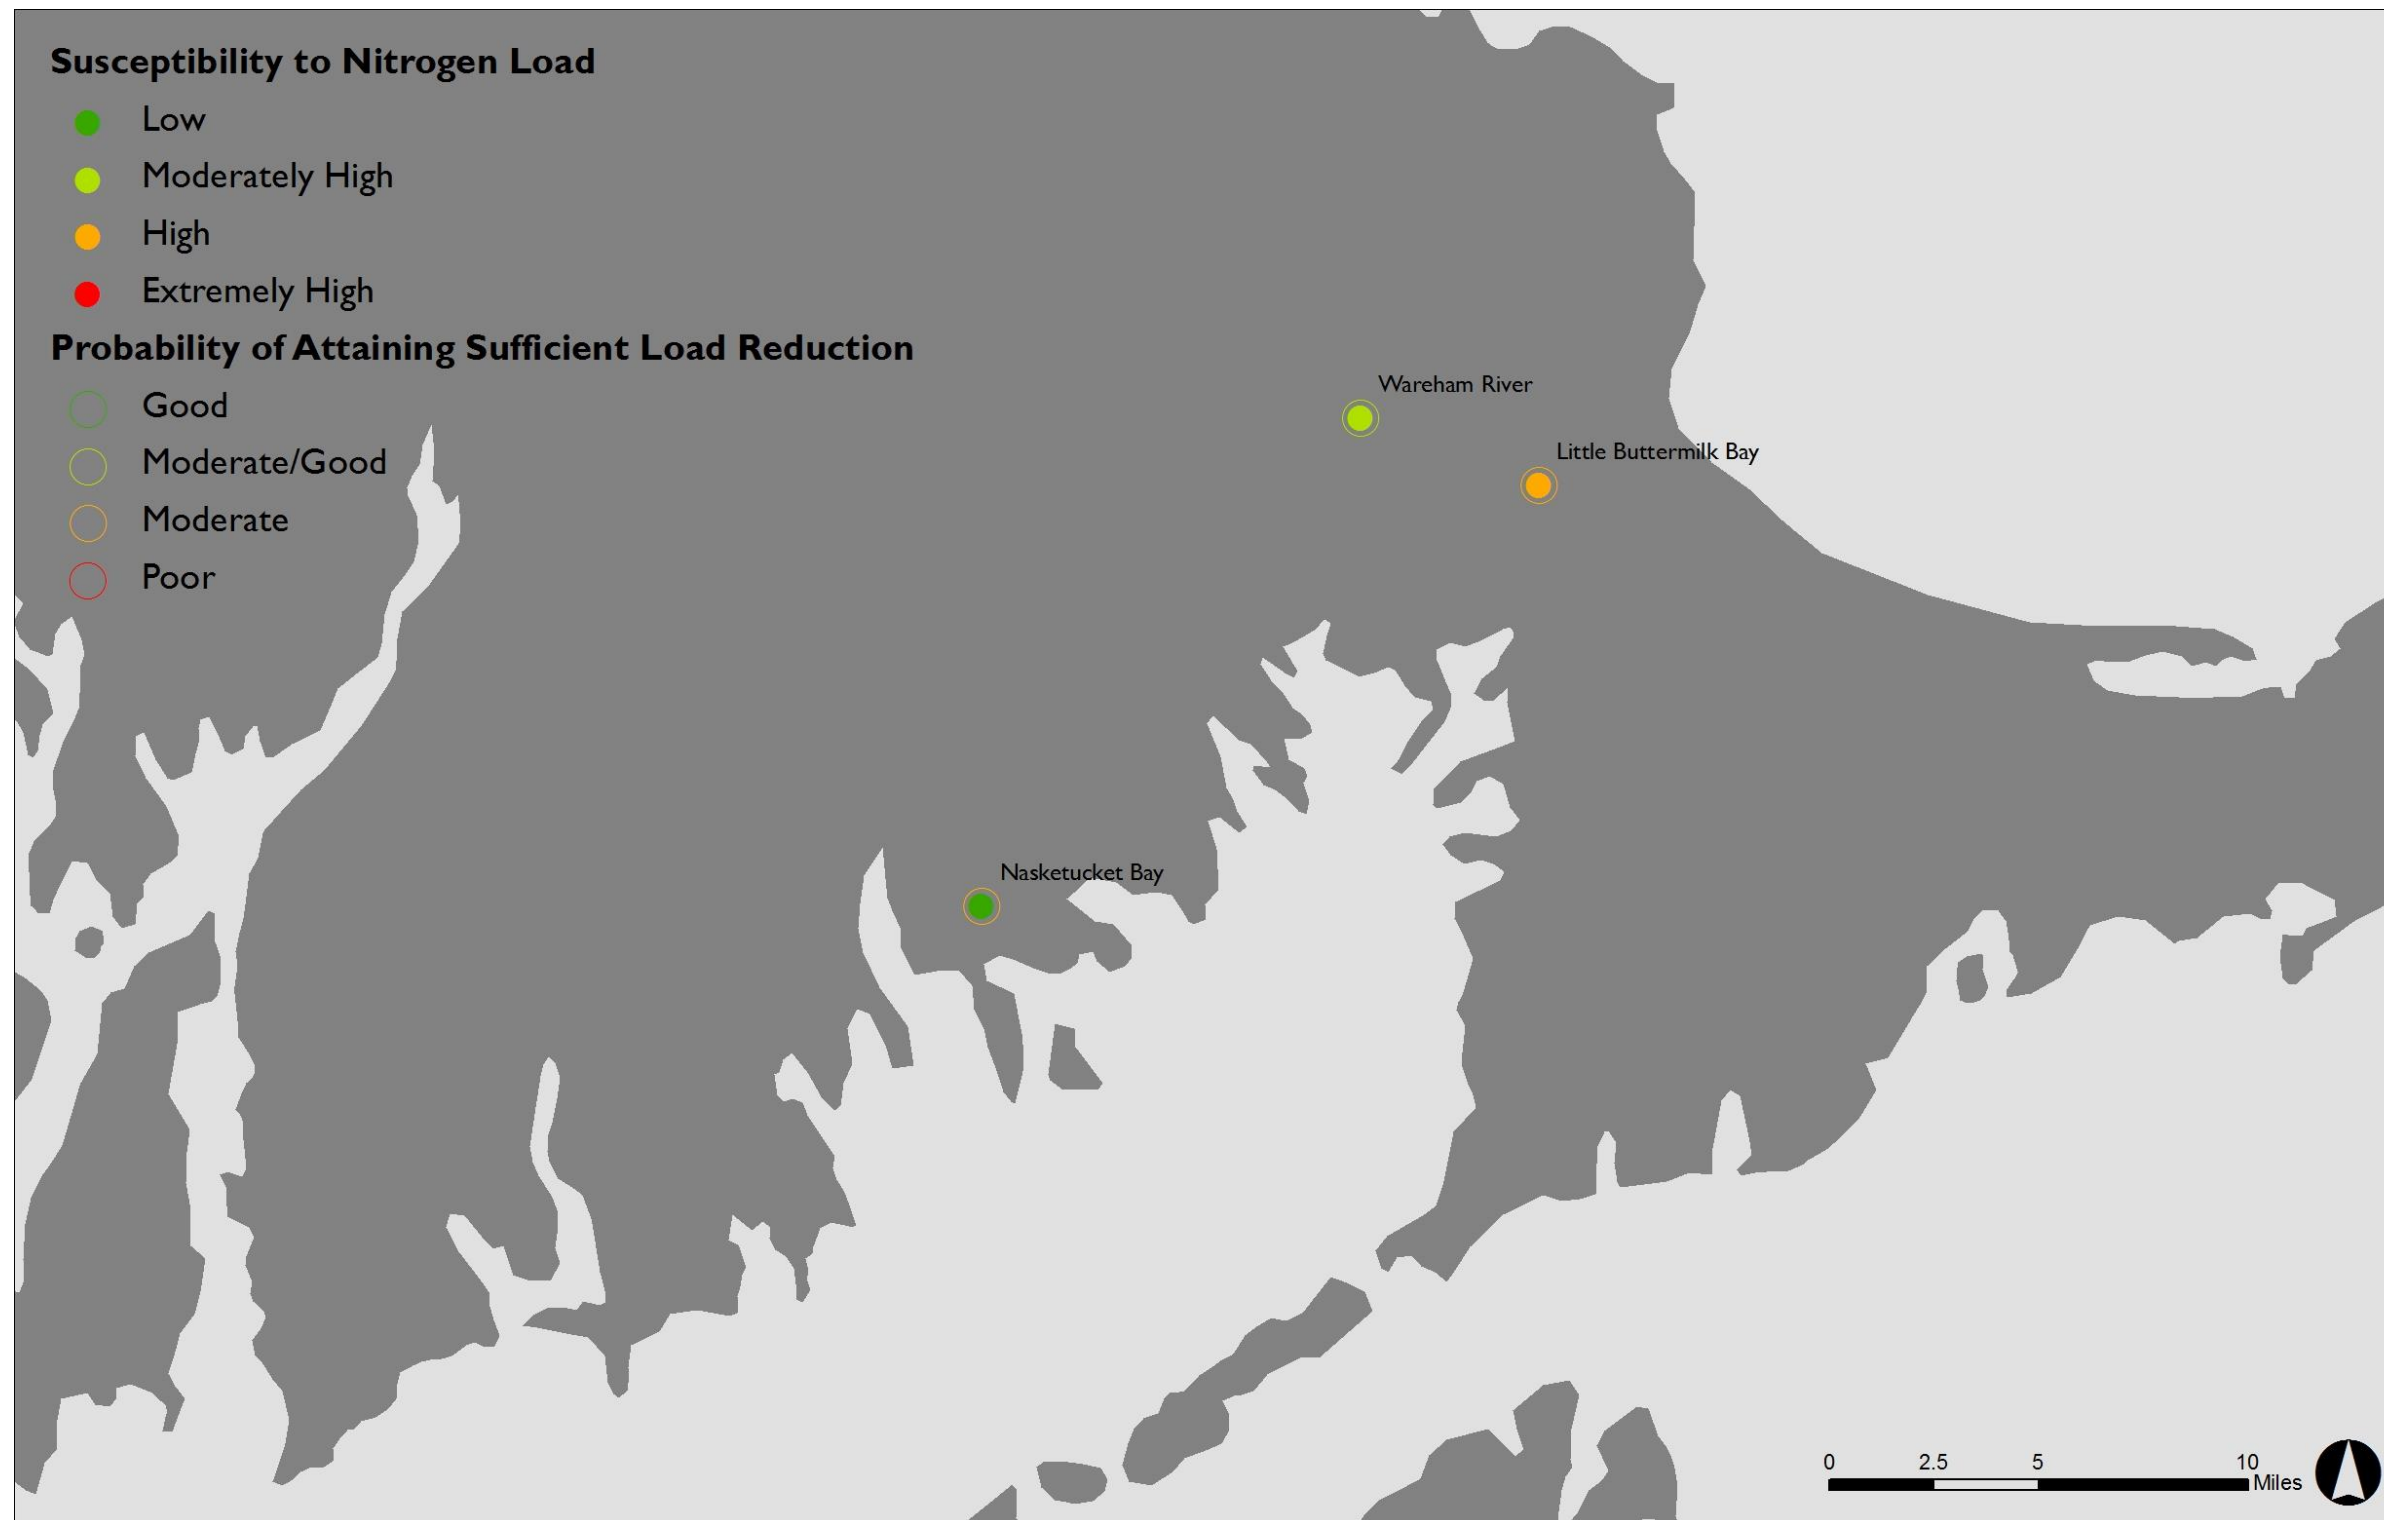 Susceptibility to Nitrogen Load
Low
Moderately High
High
Extremely High
Probability of Attaining Sufficient Load Reduction
Good
Moderate/Good
Moderate
Poor
Wareham River
Little Buttermilk Bay
Nasketucket Bay
0 2.5 5 10
Miles